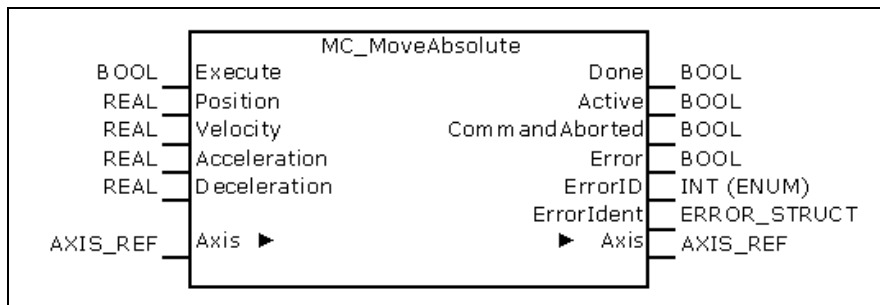 MC_MoveAbsolute
BOOL Execute Done BOOL
REAL Position Active BOOL
REAL Velocity CommandAborted BOOL
REAL Acceleration Error BOOL
REAL Deceleration ErrorID INT (ENUM)
ErrorIdent ERROR_STRUCT
AXIS_REF Axis ► ► Axis AXIS_REF